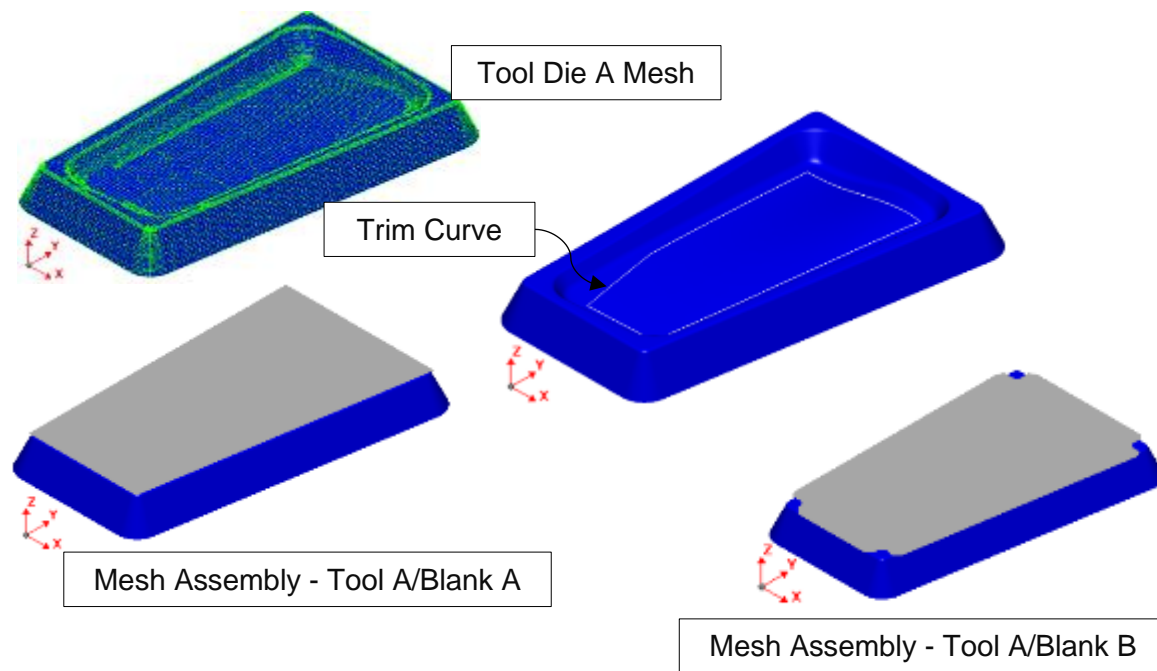 Tool Die A Mesh
Z
Y
X
Trim Curve
Z
Y
X
Z
Y
X
Mesh Assembly - Tool A/Blank A
Z
Y
X
Mesh Assembly - Tool A/Blank B